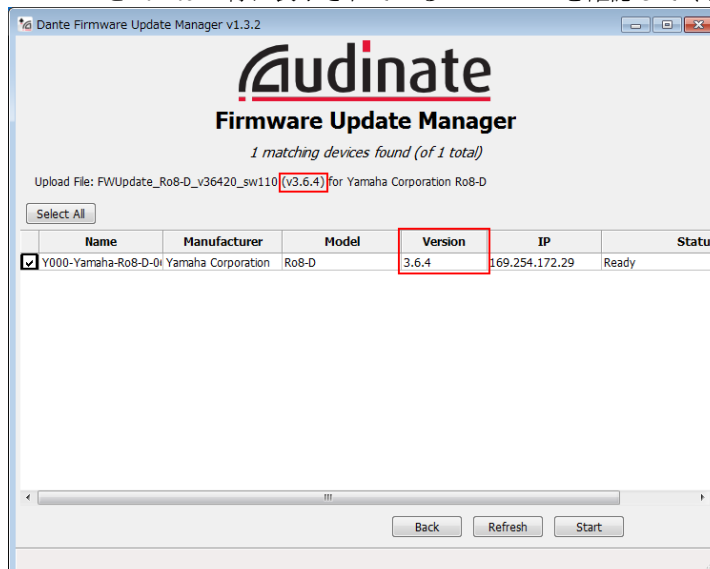 Dante Firmware Update Manager v1.3.2
Audinate
Firmware Update Manager
1 matching devices found (of 1 total)
Upload File: FWUpdate_Ro8-D_v36420_sw110 (v3.6.4) for Yamaha Corporation Ro8-D
Select All
Name Manufacturer Model Version IP
Y000-Yamaha-Ro8-D- Yamaha Corporation Ro8-D 3.6.4 169.254.172.29 Ready
Back Refresh Start